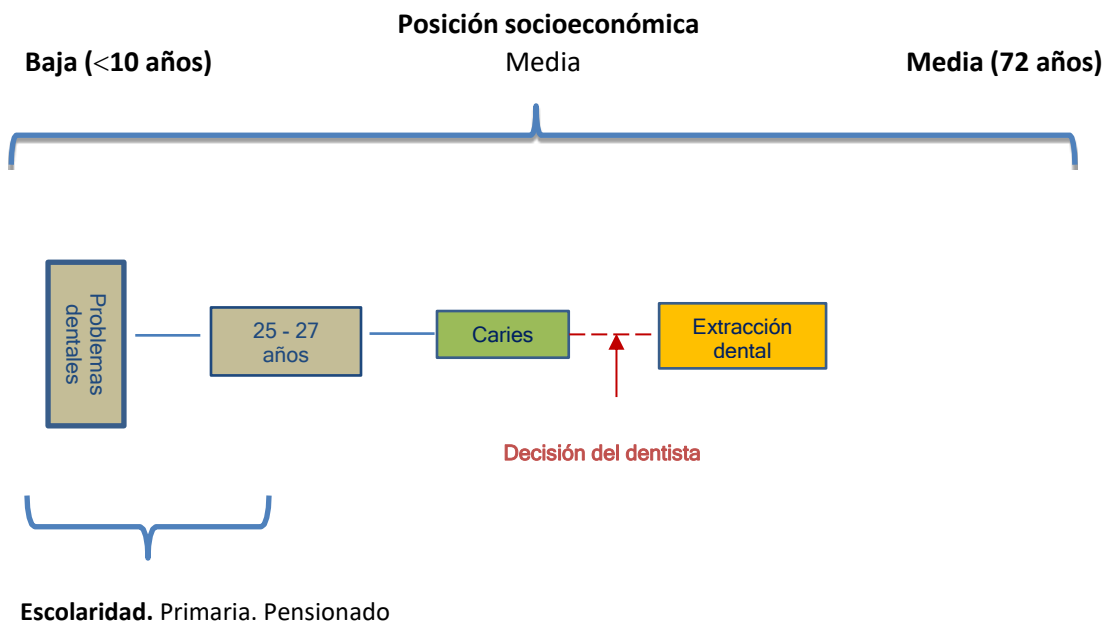 Posición socioeconómica
Baja (<10 años) Media Media (72 años)
Problemas
dentales
25 - 27
años
Caries
Extracción
dental
Decisión del dentista
Escolaridad. Primaria. Pensionado